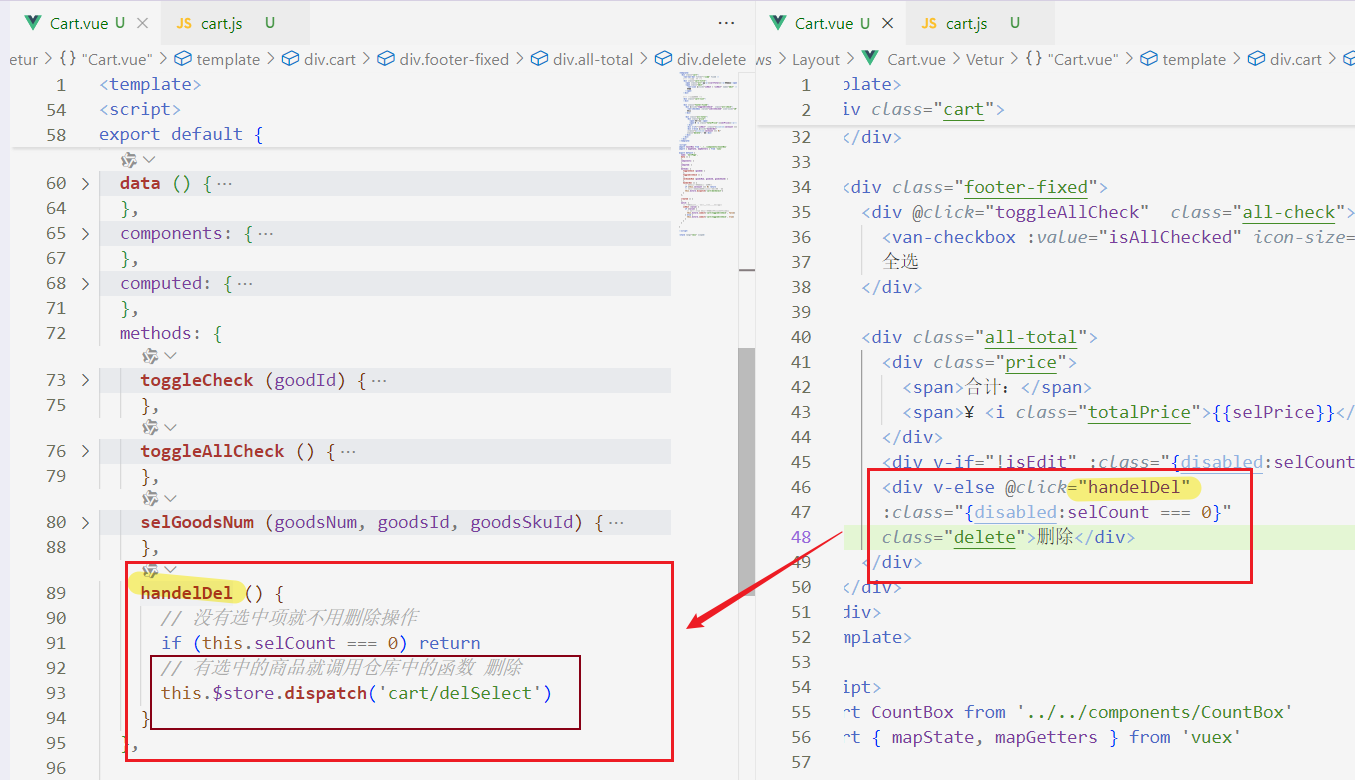 Cart.vue U
JS cart.js U
etur > {} "Cart.vue" > template > div.cart > div.footer-fixed > div.all-total > div.delete
1 <template>
54 <script>
58 export default {
60 data () {…
64 },
65 components: {…
67 },
68 computed: {…
71 },
72 methods: {
73 toggleCheck (goodId) {…
75 },
76 toggleAllCheck () {…
79 },
80 selGoodsNum (goodsNum, goodsId, goodsSkuId) {…
88 },
89 handelDel () {
90 // 没有选中项就不用删除操作
91 if (this.selCount === 0) return
92 // 有选中的商品就调用仓库中的函数 删除
93 this.$store.dispatch('cart/delSelect')
94 }
95 },
96
Cart.vue U
JS cart.js U
ws > Layout > Cart.vue > Vetur > {} "Cart.vue" > template > div.cart >
1 plate>
2 iv class="cart">
32 </div>
33
34 <div class="footer-fixed">
35 <div @click="toggleAllCheck" class="all-check">
36 <van-checkbox :value="isAllChecked" icon-size=
37 全选
38 </div>
39
40 <div class="all-total">
41 <div class="price">
42 <span>合计：</span>
43 <span>¥ <i class="totalPrice">{{selPrice}}</
44 </div>
45 <div v-if="!isEdit" :class="{disabled:selCount
46 <div v-else @click="handelDel"
47 :class="{disabled:selCount === 0}"
48 class="delete">删除</div>
49 </div>
50 </div>
51 div>
52 mplate>
53
54 ipt>
55 rt CountBox from '../../components/CountBox'
56 rt { mapState, mapGetters } from 'vuex'
57